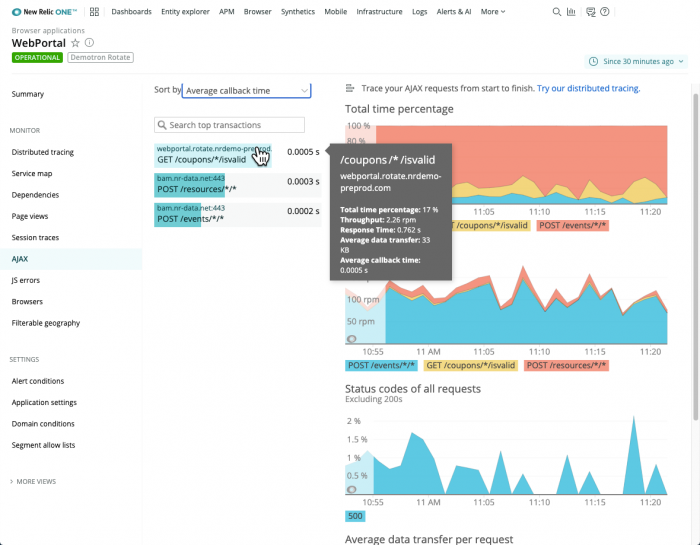 New Relic ONE™
Dashboards Entity explorer APM Browser Synthetics Mobile Infrastructure Logs Alerts & AI More
Browser applications
WebPortal
OPERATIONAL Demotron Rotate
Since 30 minutes ago
Summary
MONITOR
Distributed tracing
Service map
Dependencies
Page views
Session traces
AJAX
JS errors
Browsers
Filterable geography
SETTINGS
Alert conditions
Application settings
Domain conditions
Segment allow lists
MORE VIEWS
Sort by Average callback time
Search top transactions
webportal.rotate.nrdemo-preprod.
GET /coupons/*/isvalid 0.0005 s
bam.nr-data.net:443
POST /resources/*/* 0.0003 s
bam.nr-data.net:443
POST /events/*/* 0.0002 s
/coupons/*/isvalid
webportal.rotate.nrdemo-
preprod.com
Total time percentage: 17 %
Throughput: 2.26 rpm
Response Time: 0.762 s
Average data transfer: 33
KB
Average callback time:
0.0005 s
Trace your AJAX requests from start to finish. Try our distributed tracing.
Total time percentage
100 %
80 %
11:05 11:10 11:15 11:20
/coupons/*/isvalid POST /events/*/*
100 rpm
50 rpm
10:55 11 AM 11:05 11:10 11:15 11:20
POST /events/*/* GET /coupons/*/isvalid POST /resources/*/*
Status codes of all requests
Excluding 200s
2 %
1.5 %
1 %
0.5 %
10:55 11 AM 11:05 11:10 11:15 11:20
500
Average data transfer per request